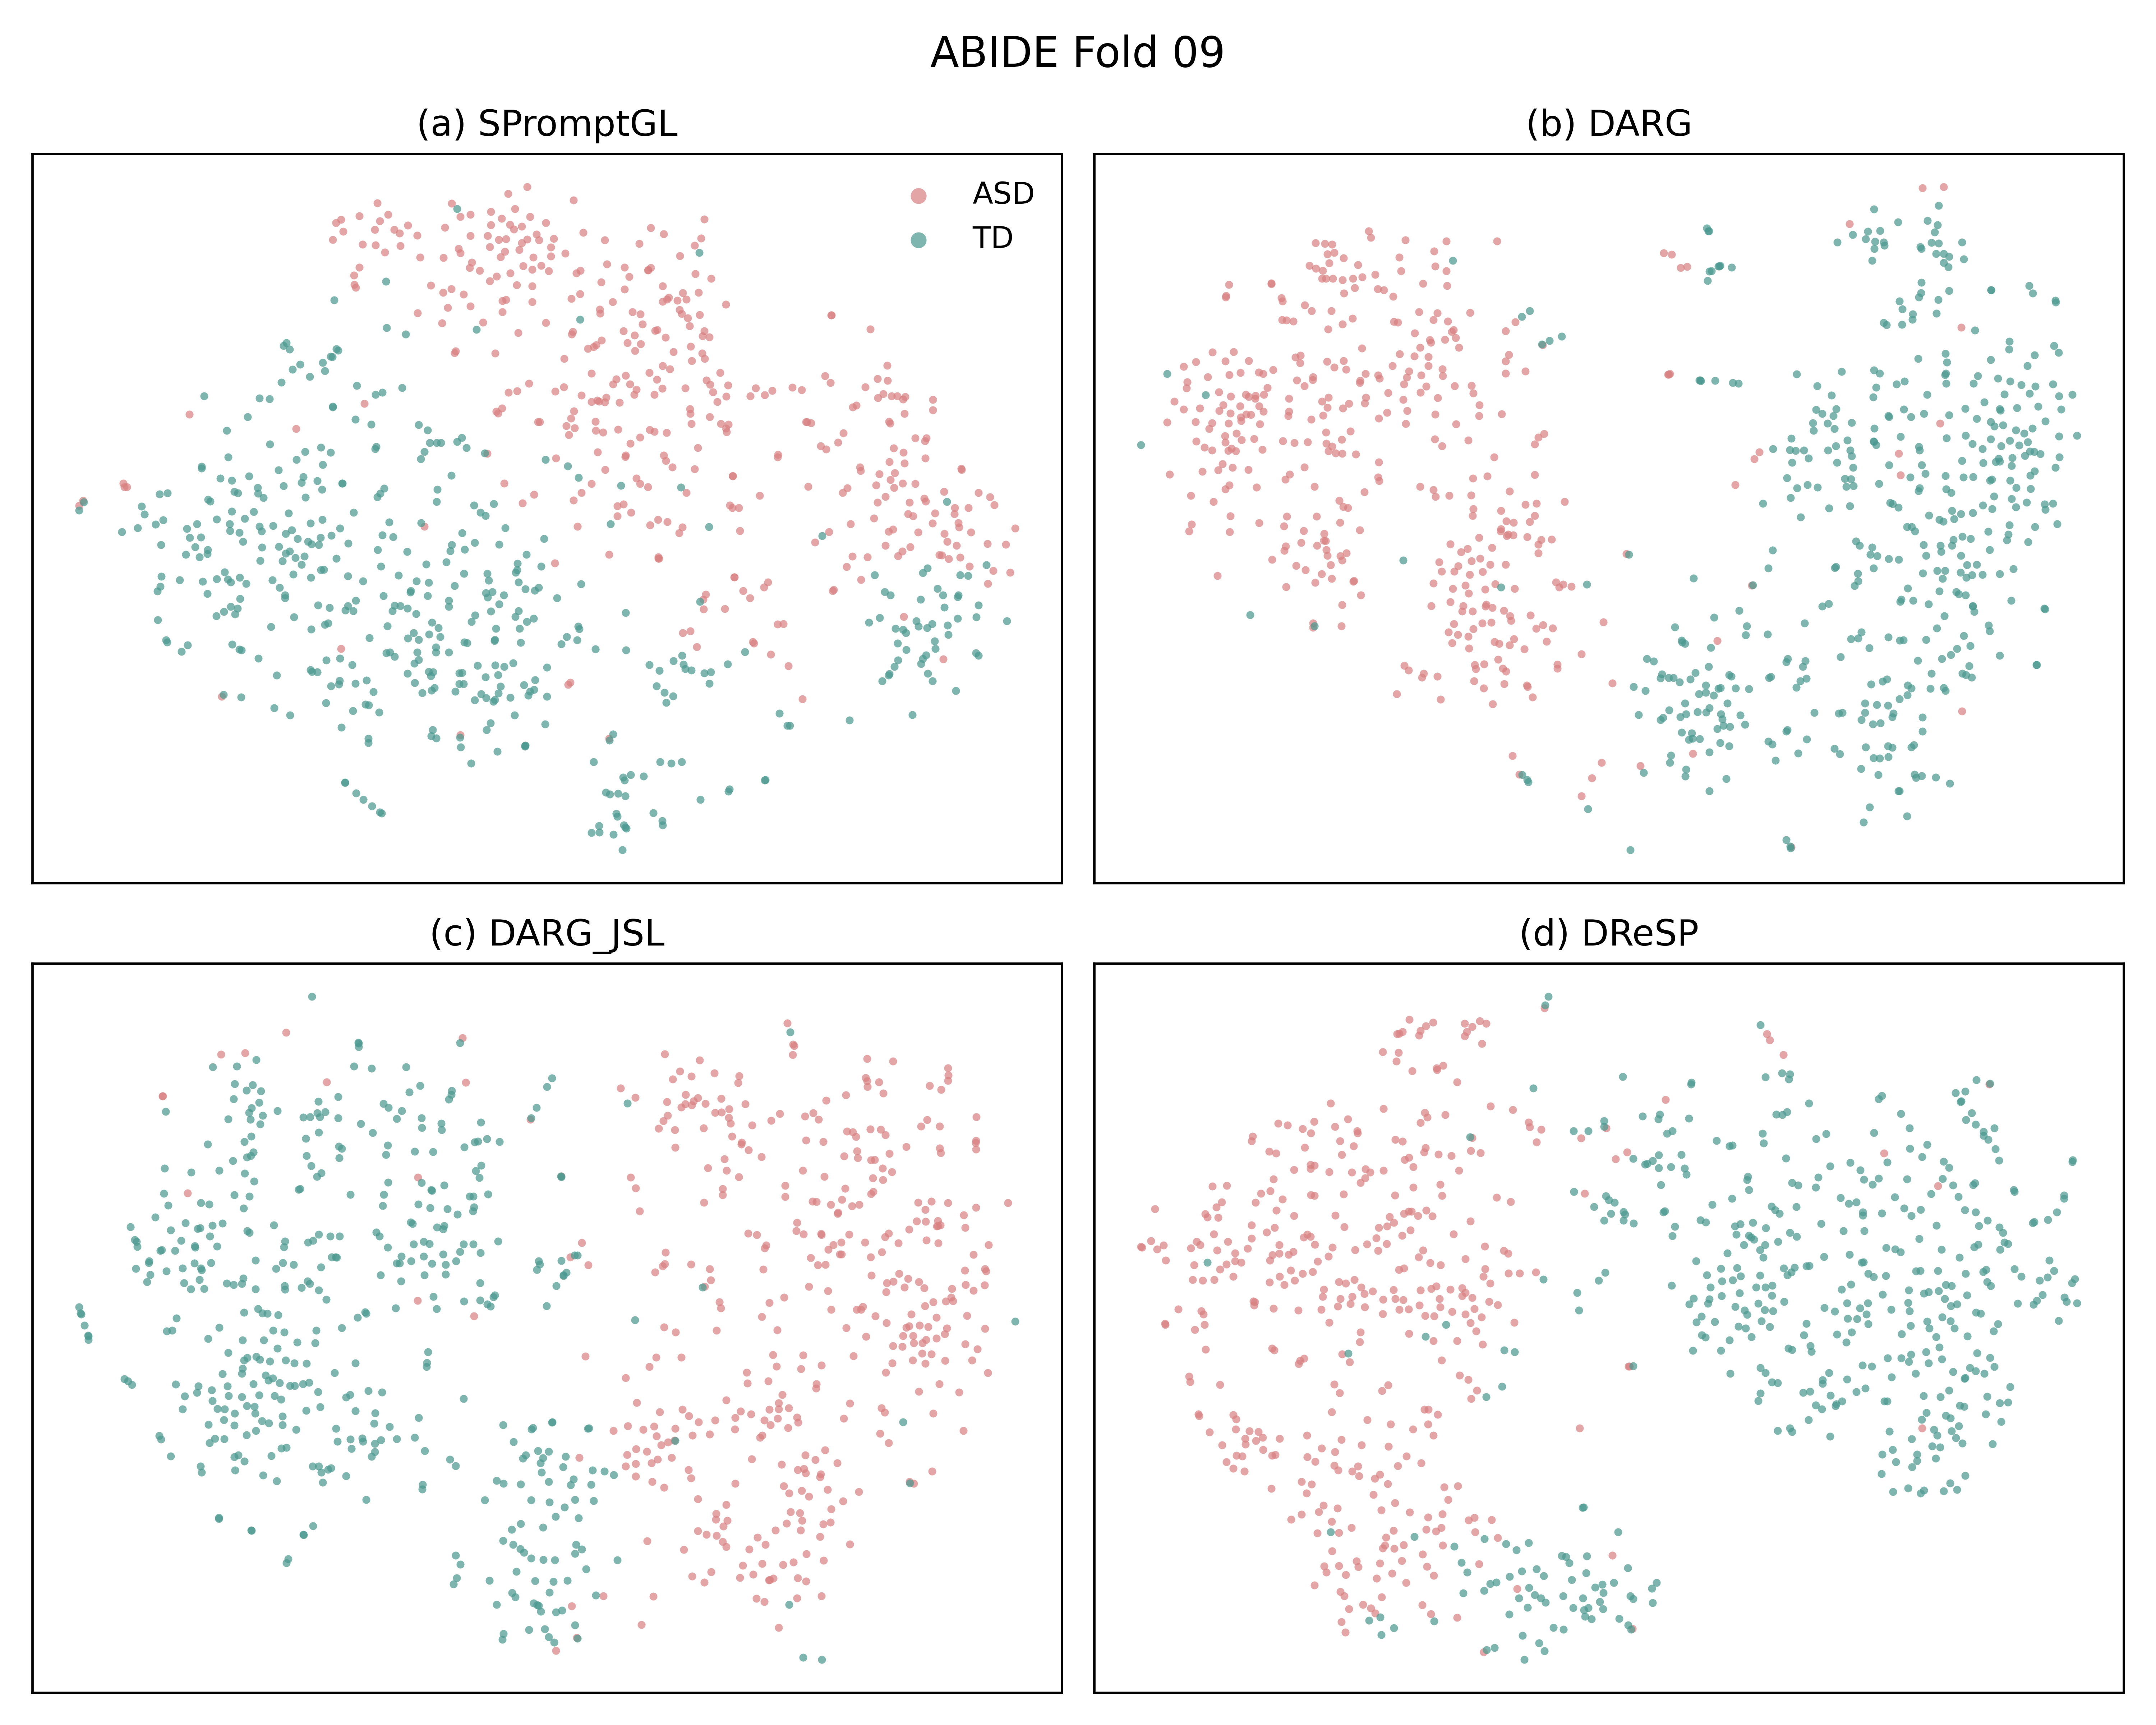 ABIDE Fold 09
(a) SPromptGL
(b) DARG
ASD
TD
(c) DARG_JSL
(d) DReSP